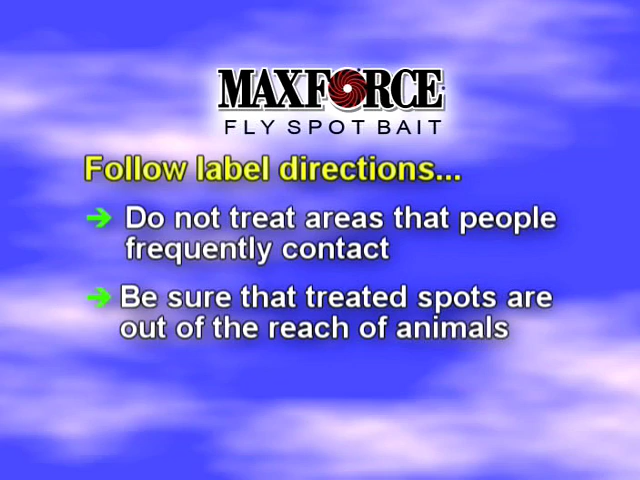 MAXFORCE
FLY SPOT BAIT
Follow label directions...
➔ Do not treat areas that people
frequently contact
➔ Be sure that treated spots are
out of the reach of animals